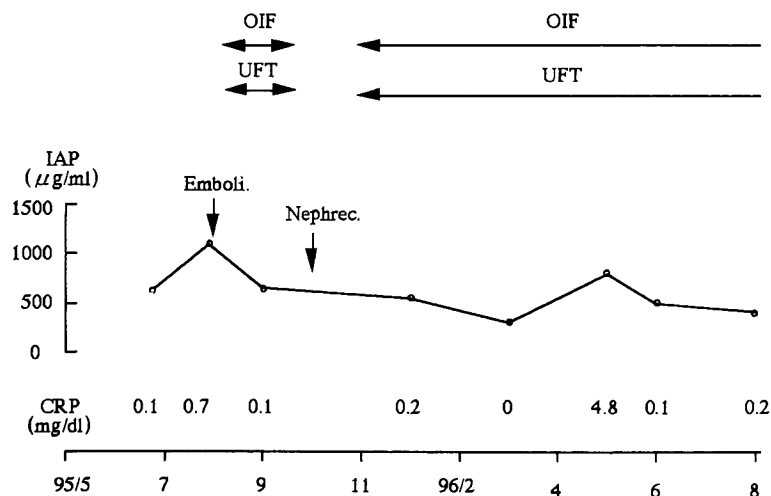 OIF OIF
UFT UFT
IAP
(μg/ml)
Emboli.
Nephrec.
1500
1000
500
0
CRP 0.1 0.7 0.1 0.2 0 4.8 0.1 0.2
(mg/dl)
95/5 7 9 11 96/2 4 6 8